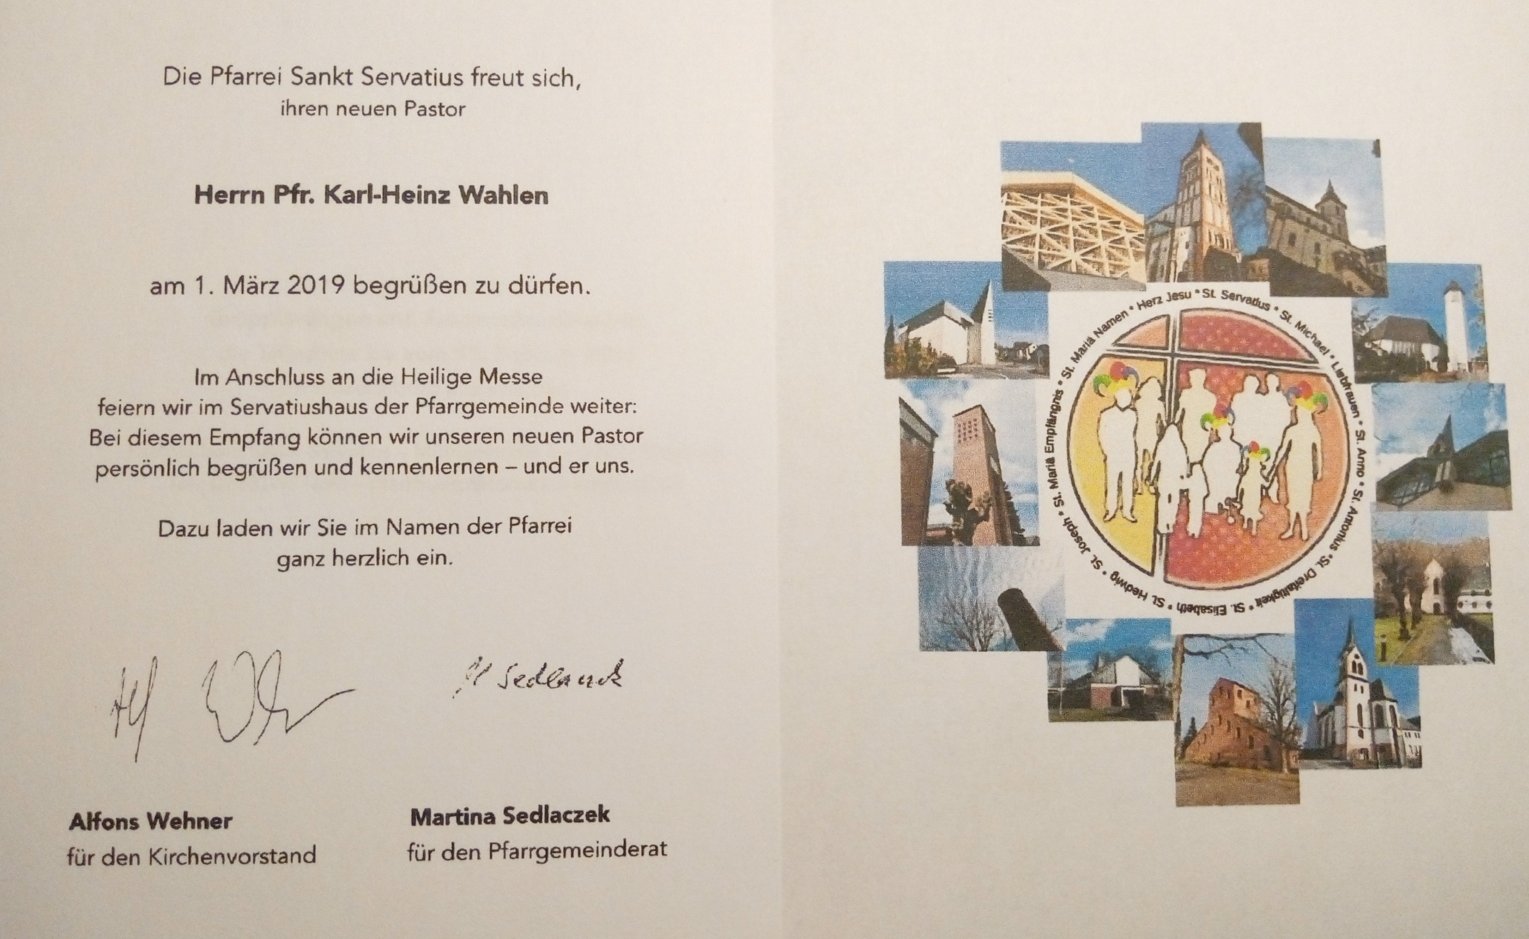 Die Pfarrei Sankt Servatius freut sich,
ihren neuen Pastor
Herrn Pfr. Karl-Heinz Wahlen
am 1. März 2019 begrüßen zu dürfen.
Im Anschluss an die Heilige Messe
feiern wir im Servatiushaus der Pfarrgemeinde weiter:
Bei diesem Empfang können wir unseren neuen Pastor
persönlich begrüßen und kennenlernen – und er uns.
Dazu laden wir Sie im Namen der Pfarrei
ganz herzlich ein.
M Sedlaczek
Alfons Wehner
für den Kirchenvorstand
Martina Sedlaczek
für den Pfarrgemeinderat
St. Mariä Namen * Herz Jesu * St. Servatius * St. Michael * Liebfrauen * St. Anno * St. Antonius * St. Dreifaltigkeit * St. Elisabeth * St. Hedwig * St. Joseph * St. Mariä Empfängnis *